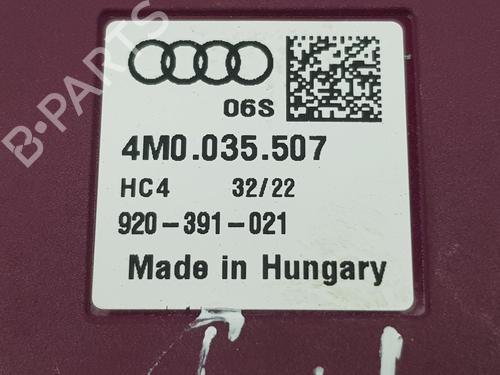 06S
4M0.035.507
HC4 32/22
920-391-021
Made in Hungary
B-PARTS